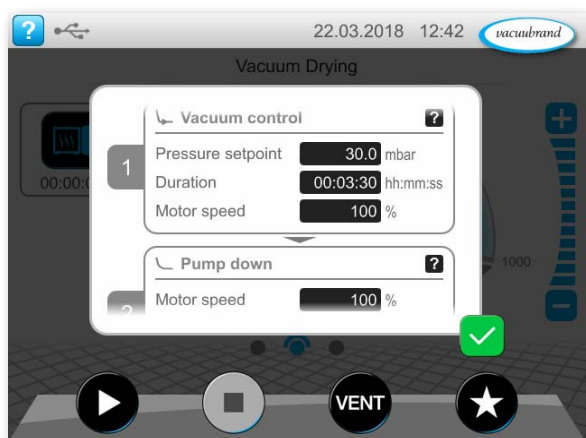 ?
22.03.2018 12:42
vacuubrand
Vacuum Drying
Vacuum control ?
1
Pressure setpoint 30.0 mbar
Duration 00:03:30 hh:mm:ss
Motor speed 100 %
00:00:
1000
Pump down ?
Motor speed 100 %
VENT